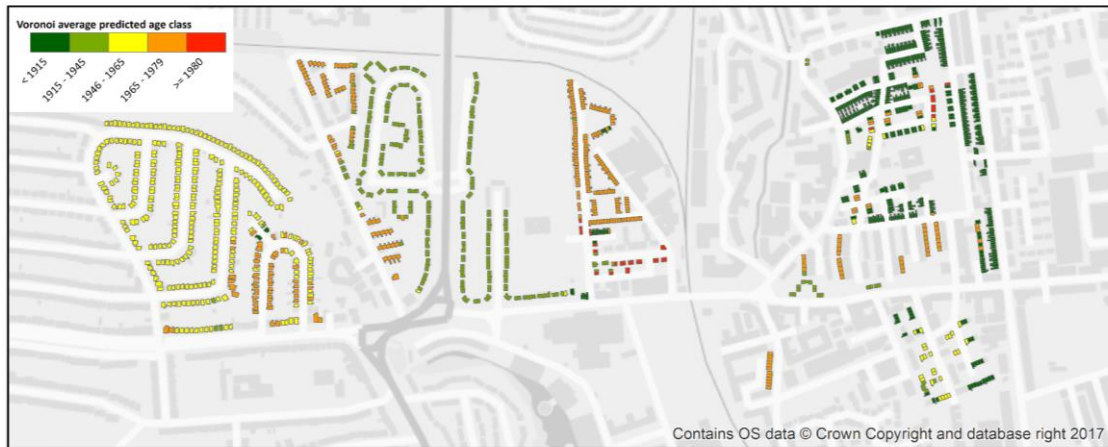 Voronoi average predicted age class
< 1915
1915 - 1945
1946 - 1965
1965 - 1979
>= 1980
Contains OS data © Crown Copyright and database right 2017